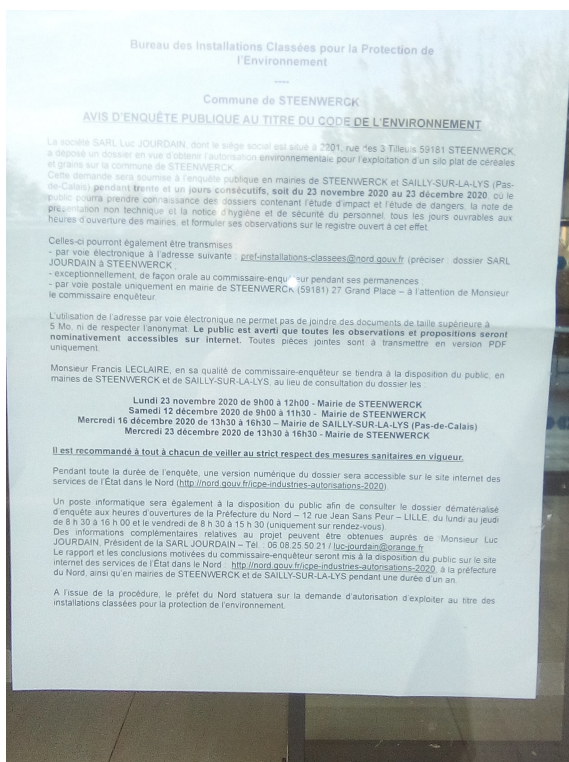 Bureau des Installations Classées pour la Protection de
l'Environnement
----
Commune de STEENWERCK
AVIS D'ENQUÊTE PUBLIQUE AU TITRE DU CODE DE L'ENVIRONNEMENT
La société SARL Luc JOURDAIN, dont le siège social est situé à 2201, rue des 3 Tilleuls 59181 STEENWERCK,
a déposé un dossier en vue d'obtenir l'autorisation environnementale pour l'exploitation d'un silo plat de céréales
et graine sur la commune de STEENWERCK.
Cette demande sera soumise à l'enquête publique en mairies de STEENWERCK et SAILLY-SUR-LA-LYS (Pas-
de-Calais) pendant trente et un jours consécutifs, soit du 23 novembre 2020 au 23 décembre 2020, où le
public pourra prendre connaissance des dossiers contenant l'étude d'impact et l'étude de dangers, la note de
présentation non technique et la notice d'hygiène et de sécurité du personnel, tous les jours ouvrables aux
heures d'ouverture des mairies, et formuler ses observations sur le registre ouvert à cet effet.
Celles-ci pourront également être transmises
- par voie électronique à l'adresse suivante : pref-installations-classees@nord.gouv.fr (préciser : dossier SARL
JOURDAIN à STEENWERCK ;
- exceptionnellement, de façon orale au commissaire-enquêteur pendant ses permanences ;
- par voie postale uniquement en mairie de STEENWERCK (59181) 27 Grand Place – à l'attention de Monsieur
le commissaire enquêteur.
L'utilisation de l'adresse par voie électronique ne permet pas de joindre des documents de taille supérieure à
5 Mo, ni de respecter l'anonymat. Le public est averti que toutes les observations et propositions seront
nominativement accessibles sur internet. Toutes pièces jointes sont à transmettre en version PDF
uniquement.
Monsieur Francis LECLAIRE, en sa qualité de commissaire-enquêteur se tiendra à la disposition du public, en
mairies de STEENWERCK et de SAILLY-SUR-LA-LYS, au lieu de consultation du dossier les :
Lundi 23 novembre 2020 de 9h00 à 12h00 - Mairie de STEENWERCK
Samedi 12 décembre 2020 de 9h00 à 11h30 - Mairie de STEENWERCK
Mercredi 16 décembre 2020 de 13h30 à 16h30 – Mairie de SAILLY-SUR-LA-LYS (Pas-de-Calais)
Mercredi 23 décembre 2020 de 13h30 à 16h30 - Mairie de STEENWERCK
Il est recommandé à tout à chacun de veiller au strict respect des mesures sanitaires en vigueur.
Pendant toute la durée de l'enquête, une version numérique du dossier sera accessible sur le site internet des
services de l'État dans le Nord (http://nord.gouv.fr/icpe-industries-autorisations-2020).
Un poste informatique sera également à la disposition du public afin de consulter le dossier dématérialisé
d'enquête aux heures d'ouvertures de la Préfecture du Nord – 12 rue Jean Sans Peur – LILLE, du lundi au jeudi
de 8 h 30 à 16 h 00 et le vendredi de 8 h 30 à 15 h 30 (uniquement sur rendez-vous).
Des informations complémentaires relatives au projet peuvent être obtenues auprès de Monsieur Luc
JOURDAIN, Président de la SARL JOURDAIN – Tél. : 06 08 25 50 21 / luc-jourdain@orange.fr
Le rapport et les conclusions motivées du commissaire-enquêteur seront mis à la disposition du public sur le site
internet des services de l'État dans le Nord : http://nord.gouv.fr/icpe-industries-autorisations-2020, à la préfecture
du Nord, ainsi qu'en mairies de STEENWERCK et de SAILLY-SUR-LA-LYS pendant une durée d'un an.
A l'issue de la procédure, le préfet du Nord statuera sur la demande d'autorisation d'exploiter au titre des
installations classées pour la protection de l'environnement.